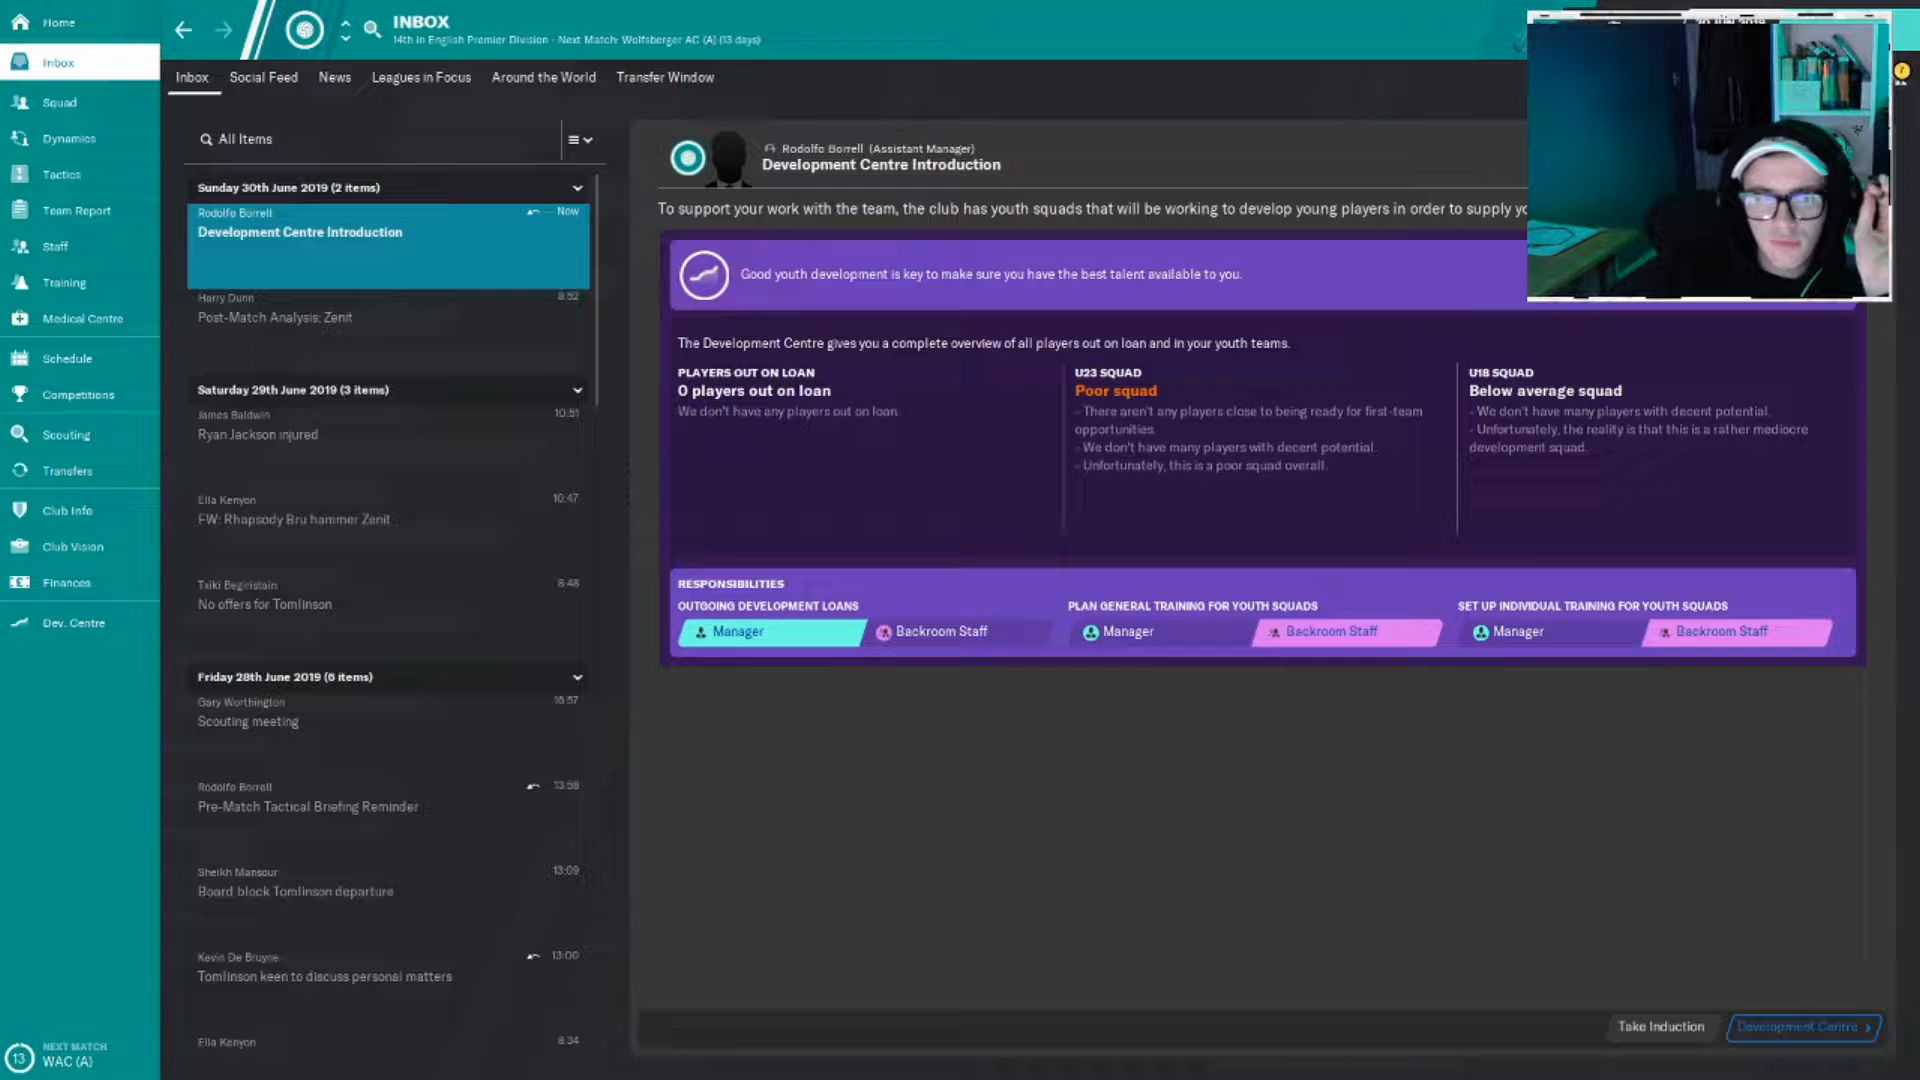 Home
Inbox
Squad
Dynamics
Tactics
Team Report
Staff
Training
Medical Centre
Schedule
Competitions
Scouting
Transfers
Club Info
Club Vision
Finances
Dev. Centre
13
NEXT MATCH
WAC (A)
INBOX
14th in English Premier Division - Next Match: Wolfsberger AC (A) (13 days)
Inbox
Social Feed
News
Leagues in Focus
Around the World
Transfer Window
All Items
Sunday 30th June 2019 (2 items)
Rodolfo Borrell
Now
Development Centre Introduction
Harry Dunn
8:52
Post-Match Analysis: Zenit
Saturday 29th June 2019 (3 items)
James Baldwin
10:51
Ryan Jackson injured
Ella Kenyon
10:47
FW: Rhapsody Bru hammer Zenit
Txiki Begiristain
8:48
No offers for Tomlinson
Friday 28th June 2019 (6 items)
Gary Worthington
16:57
Scouting meeting
Rodolfo Borrell
13:58
Pre-Match Tactical Briefing Reminder
Sheikh Mansour
13:09
Board block Tomlinson departure
Kevin De Bruyne
13:00
Tomlinson keen to discuss personal matters
Ella Kenyon
8:34
Rodolfo Borrell (Assistant Manager)
Development Centre Introduction
To support your work with the team, the club has youth squads that will be working to develop young players in order to supply
Good youth development is key to make sure you have the best talent available to you.
The Development Centre gives you a complete overview of all players out on loan and in your youth teams.
PLAYERS OUT ON LOAN
0 players out on loan
We don't have any players out on loan
U23 SQUAD
Poor squad
- There aren't any players close to being ready for first-team
opportunities.
- We don't have many players with decent potential.
- Unfortunately, this is a poor squad overall.
U18 SQUAD
Below average squad
- We don't have many players with decent potential.
- Unfortunately, the reality is that this is a rather mediocre
development squad.
RESPONSIBILITIES
OUTGOING DEVELOPMENT LOANS
Manager
Backroom Staff
PLAN GENERAL TRAINING FOR YOUTH SQUADS
Manager
Backroom Staff
SET UP INDIVIDUAL TRAINING FOR YOUTH SQUADS
Manager
Backroom Staff
Take Induction
Development Centre